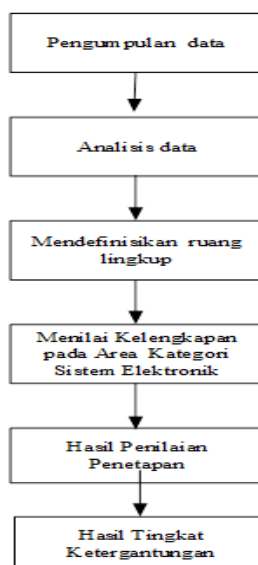 Pengumpulan data
Analisis data
Mendefinisikan ruang
lingkup
Menilai Kelengkapan
pada Area Kategori
Sistem Elektronik
Hasil Penilaian
Penetapan
Hasil Tingkat
Ketergantungan